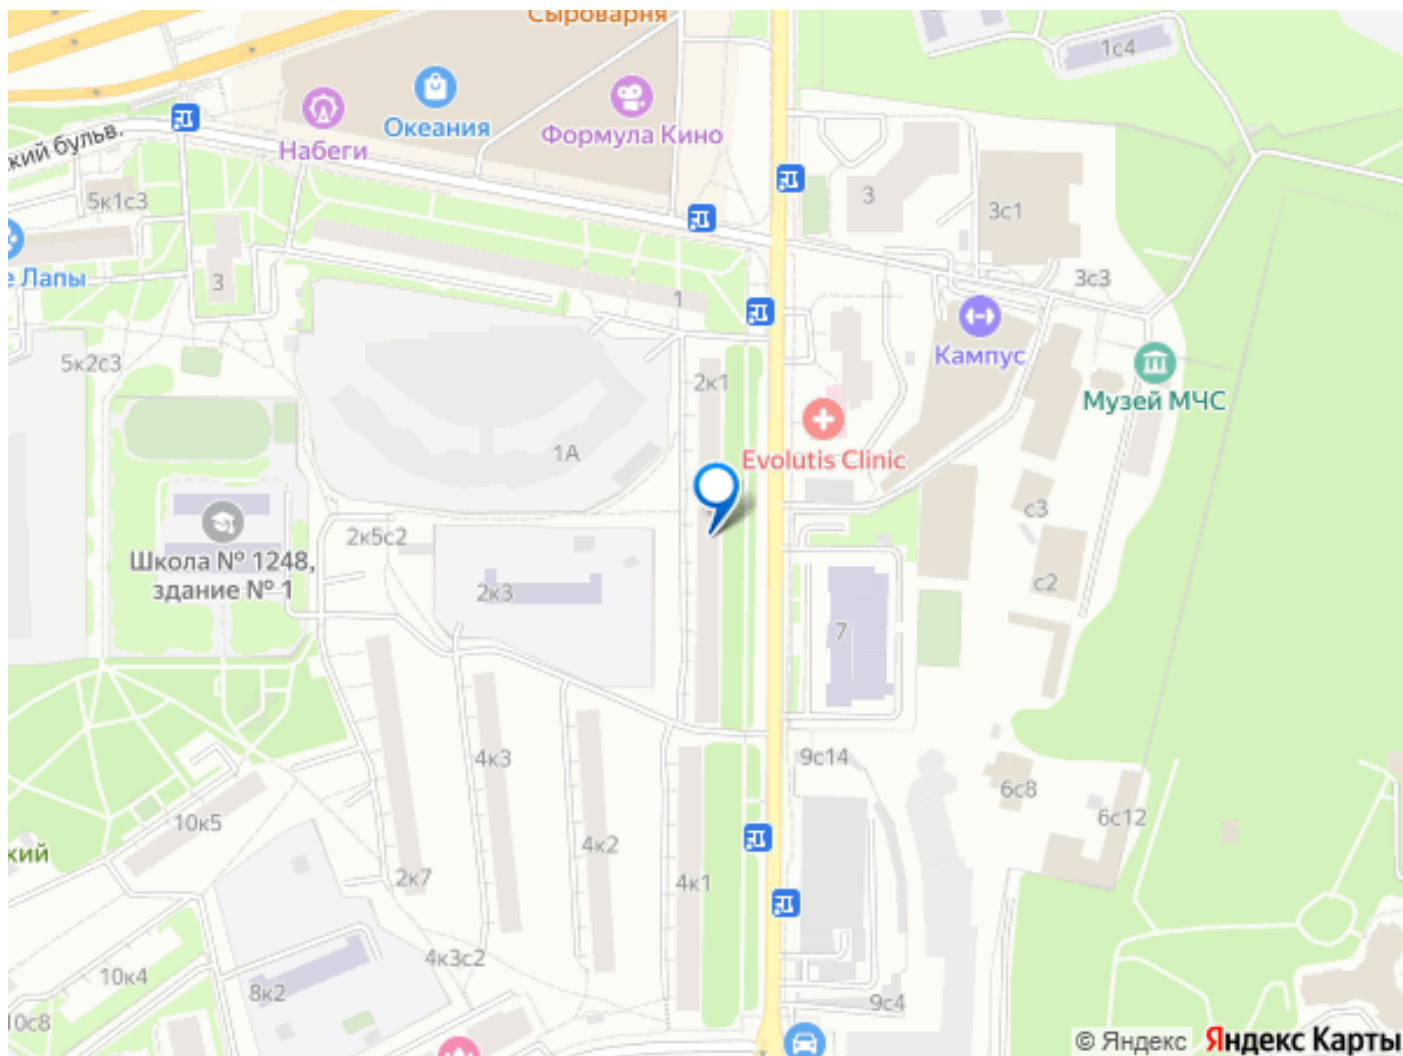 Сыроварня
1с4
Океания
Формула Кино
Набеги
кий бульв.
5к1с3
3
3с1
е Лапы
3
1
3с3
5к2с3
Кампус
2к1
Музей МЧС
1А
Evolutis Clinic
с3
2к5с2
Школа № 1248,
здание № 1
2к3
с2
7
4к3
9с14
6с8
6с12
10к5
кий
4к2
2к7
4к1
4к3с2
10к4
8к2
9с4
10с8
© Яндекс Яндекс Карты